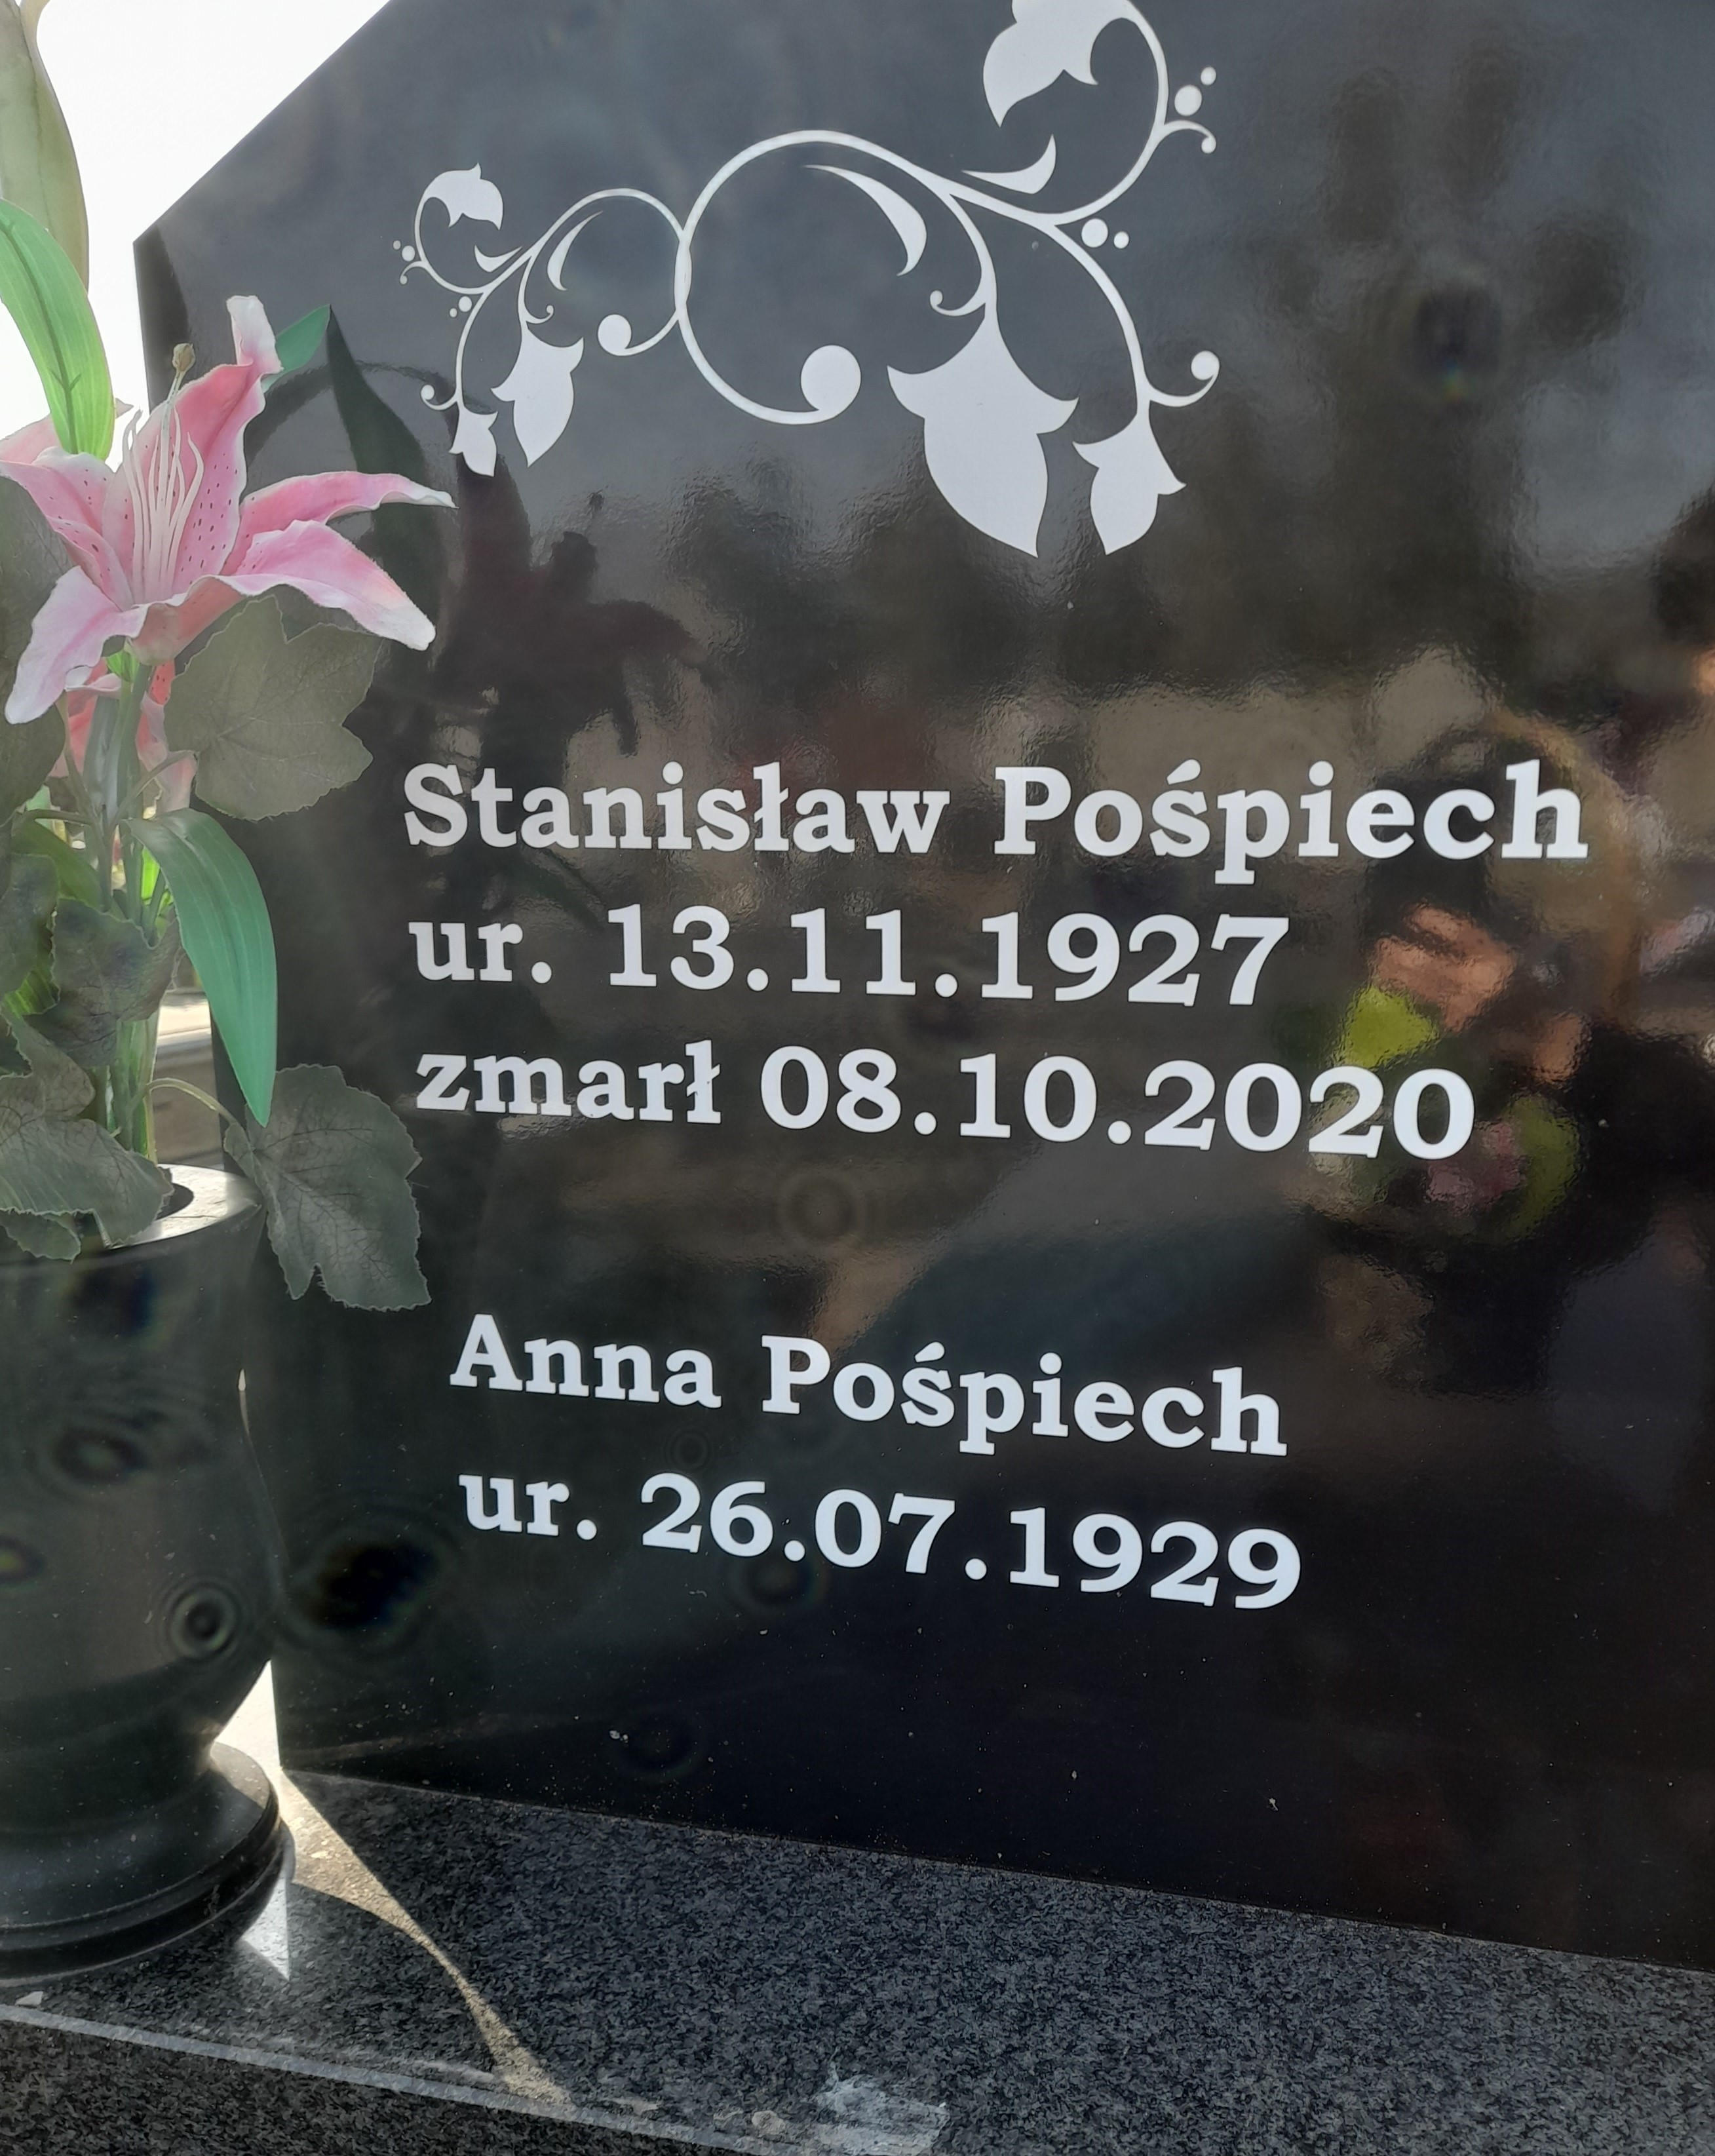 Stanisław Pośpiech
ur. 13.11.1927
zmarł 08.10.2020
Anna Pośpiech
ur. 26.07.1929